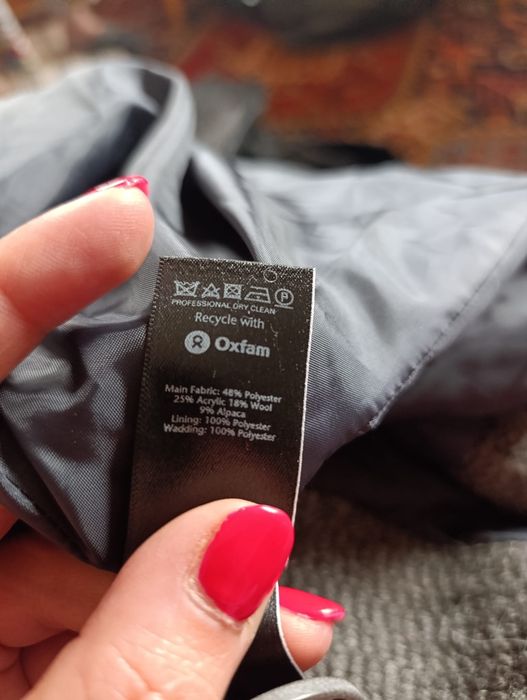 PROFESSIONAL DRY CLEAN
Recycle with
Oxfam
Main Fabric: 48% Polyester
25% Acrylic 18% Wool
9% Alpaca
Lining: 100% Polyester
Wadding: 100% Polyester